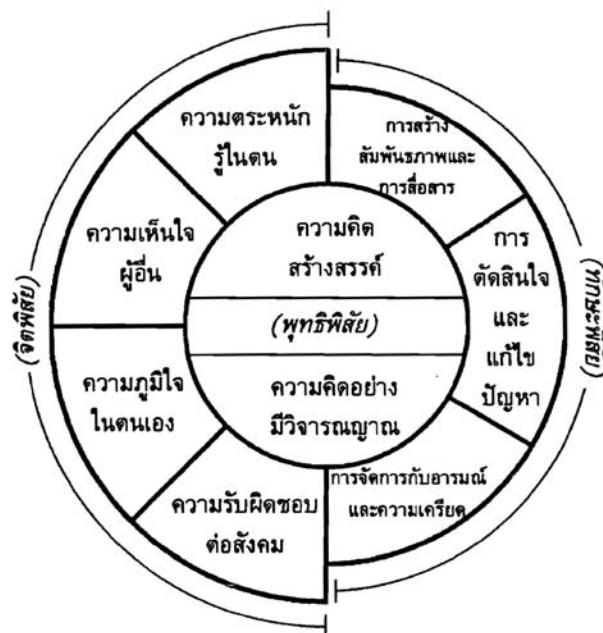 ความตระหนัก
รู้ในตน
การสร้าง
สัมพันธภาพและ
การสื่อสาร
ความเห็นใจ
ผู้อื่น
ความคิด
สร้างสรรค์
การ
ตัดสินใจ
และ
แก้ไข
ปัญหา
(จิตพิสัย)
(พุทธิพิสัย)
(ทักษะพิสัย)
ความภูมิใจ
ในตนเอง
ความคิดอย่าง
มีวิจารณญาณ
ความรับผิดชอบ
ต่อสังคม
การจัดการกับอารมณ์
และความเครียด